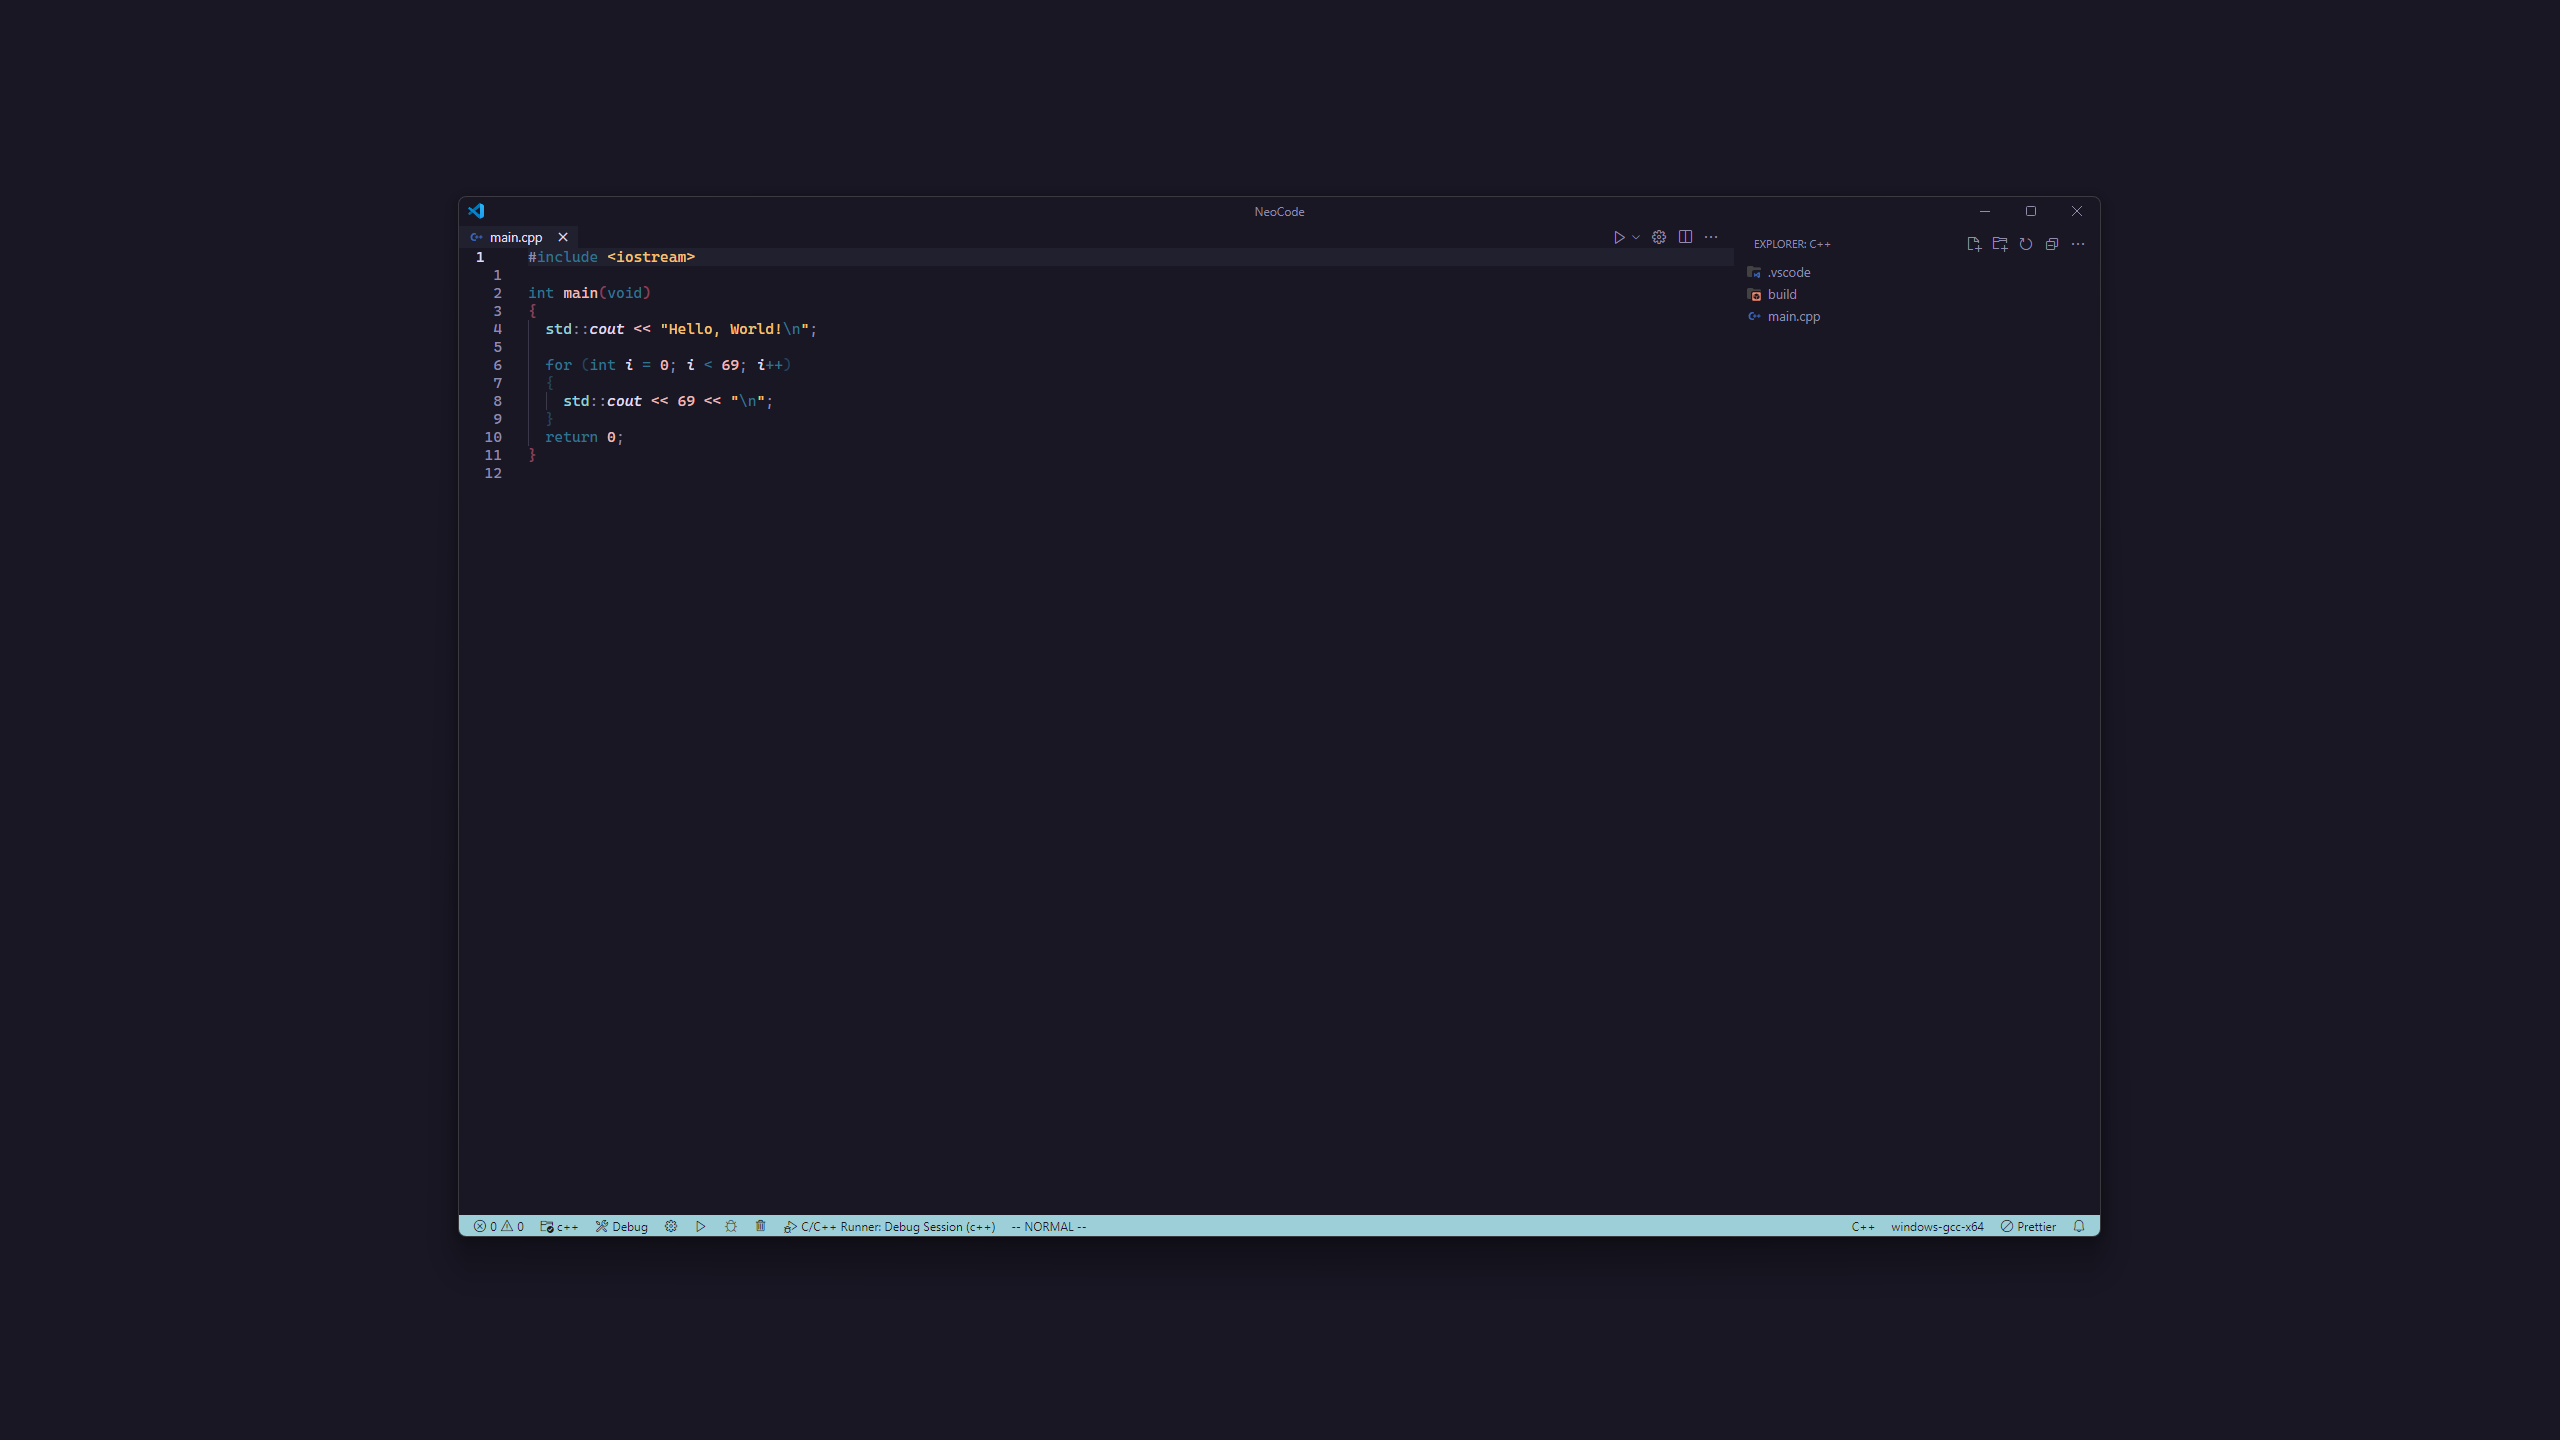 NeoCode
main.cpp
EXPLORER: C++
.vscode
build
main.cpp
1 #include <iostream>
1
2 int main(void)
3 {
4 std::cout << "Hello, World!\n";
5
6 for (int i = 0; i < 69; i++)
7 {
8 std::cout << 69 << "\n";
9 }
10 return 0;
11 }
12
0 0 c++ Debug C/C++ Runner: Debug Session (c++) -- NORMAL -- C++ windows-gcc-x64 Prettier